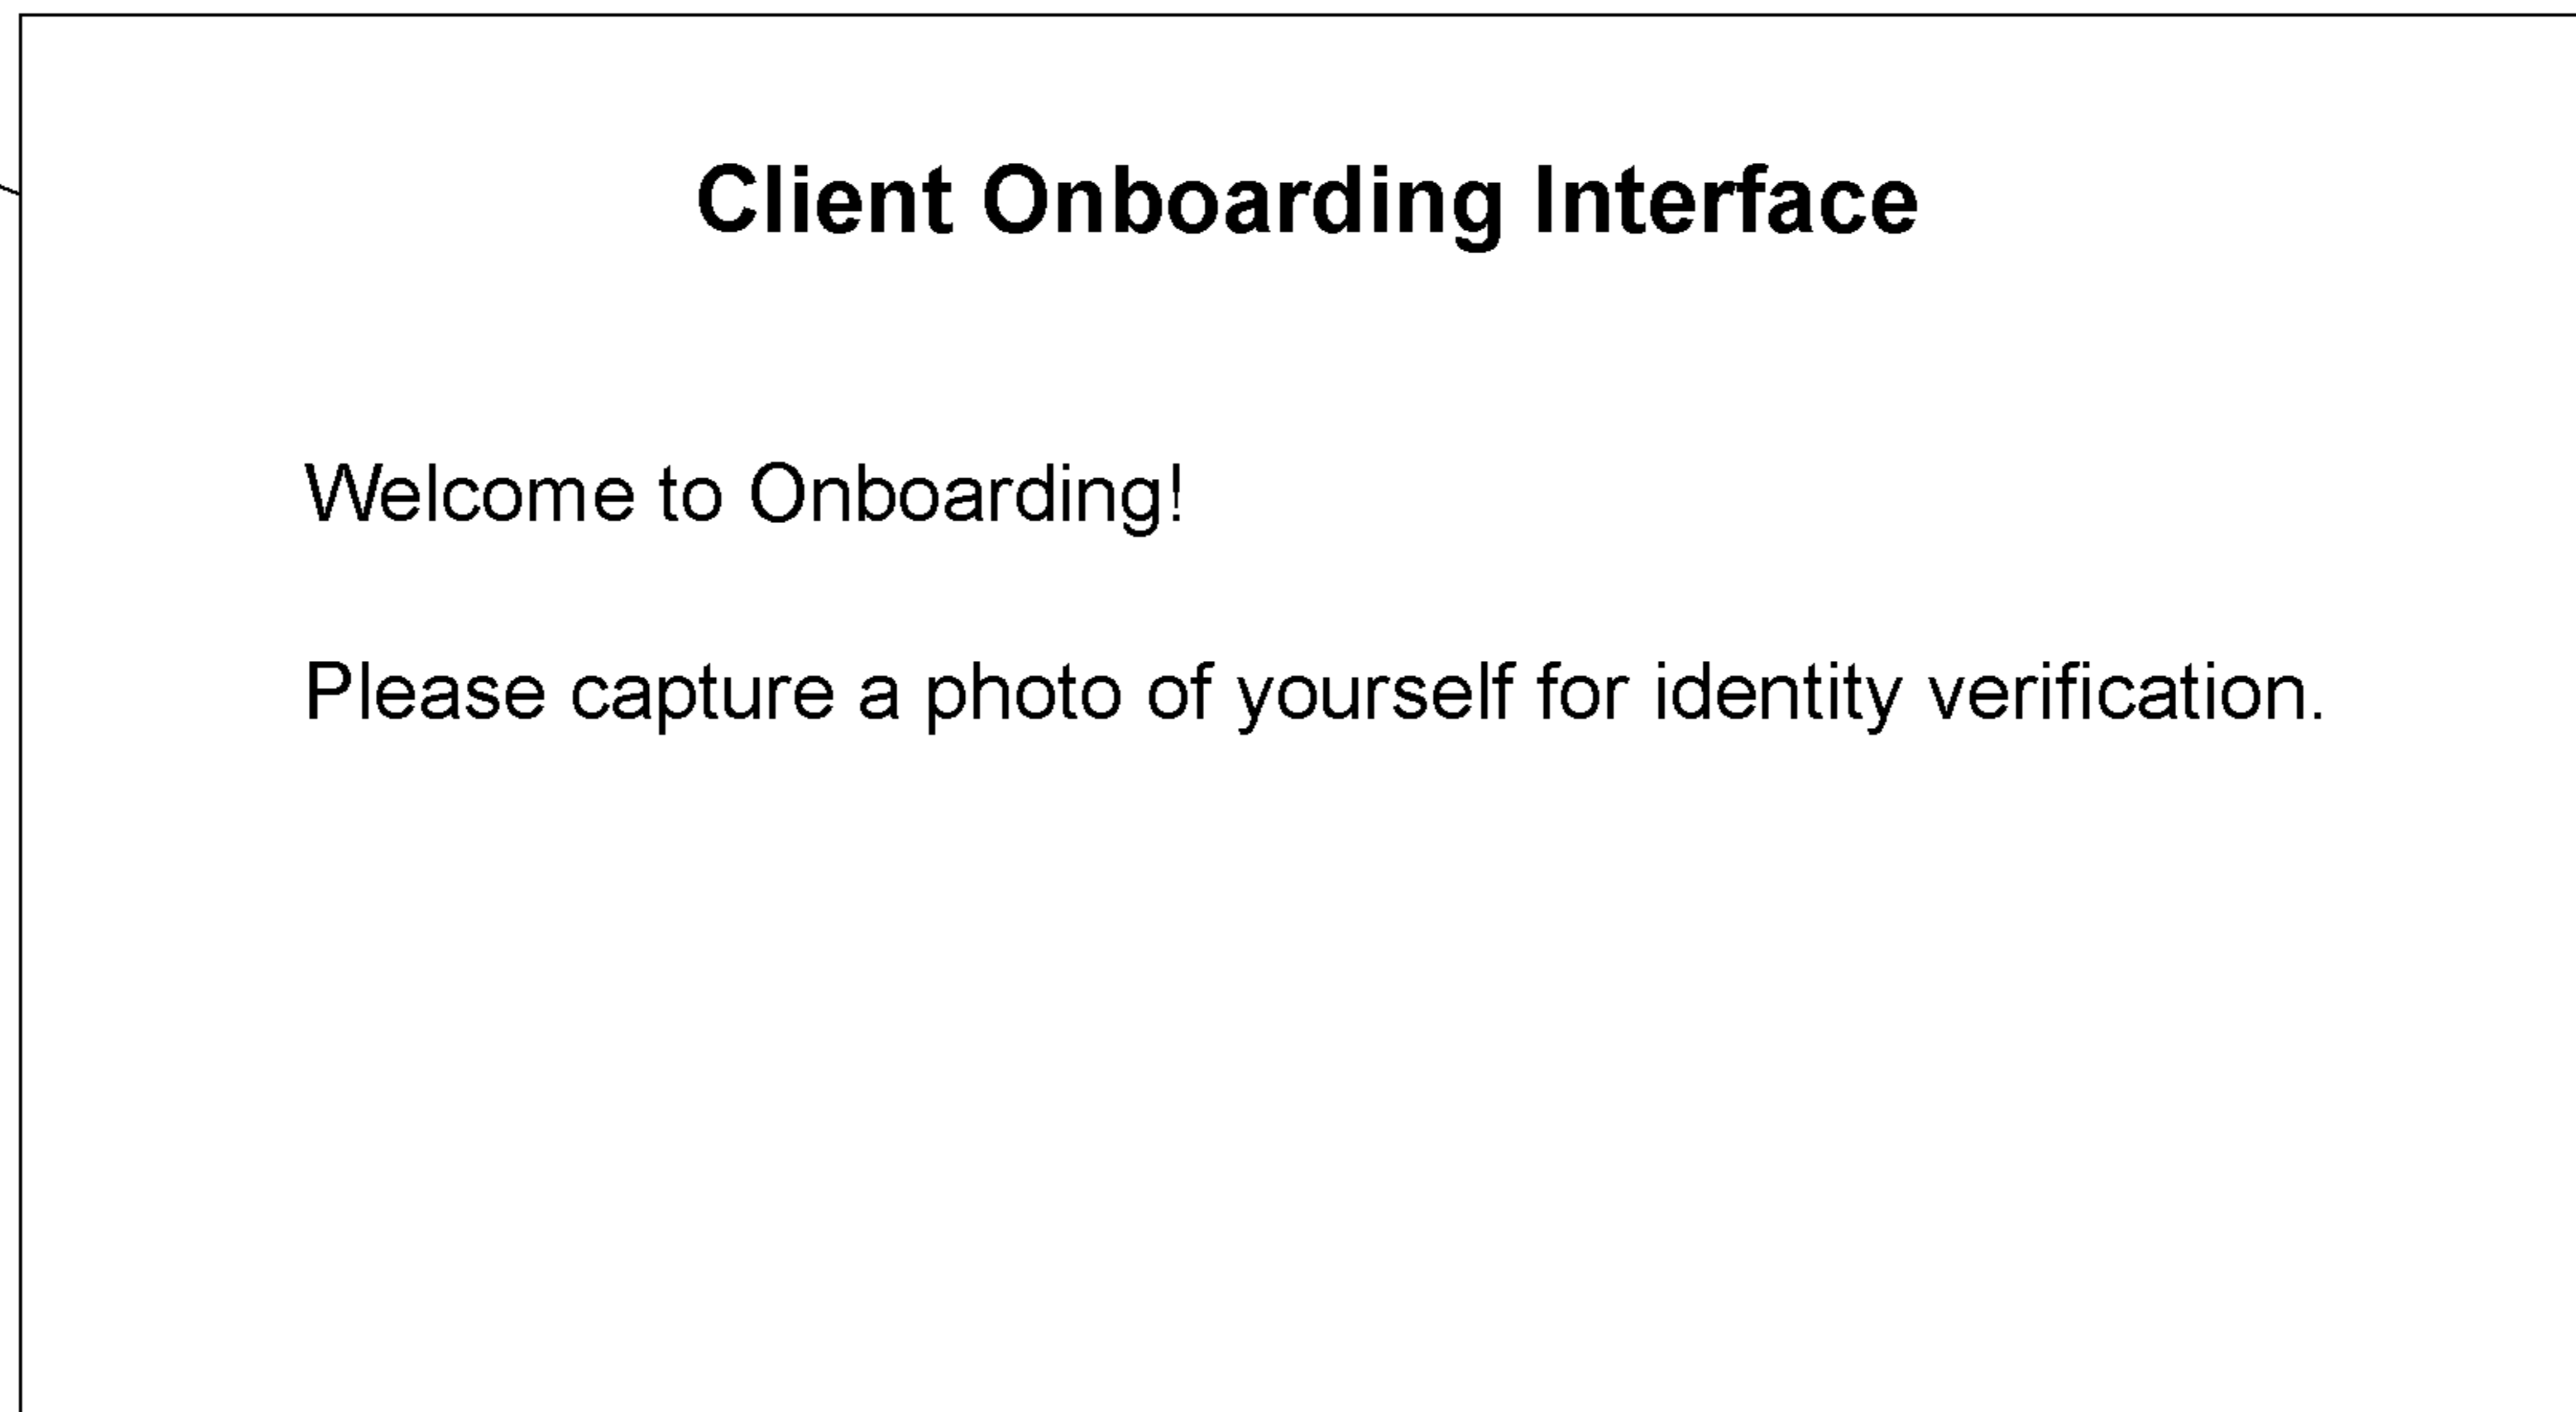 Client Onboarding Interface
Welcome to Onboarding!
Please capture a photo of yourself for identity verification.